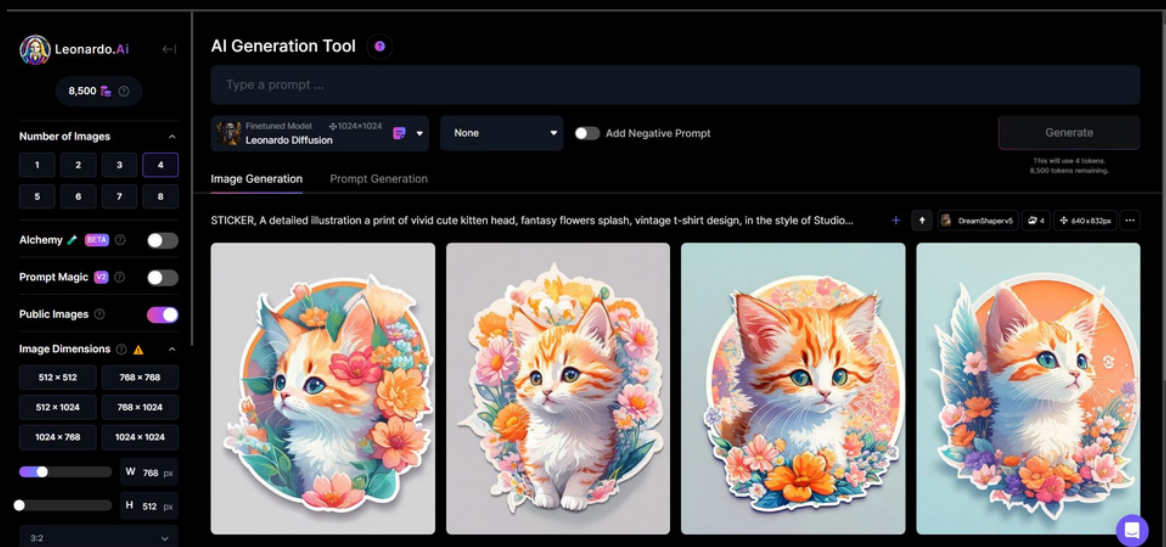 Leonardo.Ai
8,500
Number of Images
1 2 3 4
5 6 7 8
Alchemy BETA
Prompt Magic V2
Public Images
Image Dimensions
512 × 512 768 × 768
512 × 1024 768 × 1024
1024 × 768 1024 × 1024
W 768 px
H 512 px
3:2
AI Generation Tool ?
Type a prompt ...
Finetuned Model 1024×1024
Leonardo Diffusion
None
Add Negative Prompt
Generate
This will use 4 tokens.
8,500 tokens remaining.
Image Generation Prompt Generation
STICKER, A detailed illustration a print of vivid cute kitten head, fantasy flowers splash, vintage t-shirt design, in the style of Studio... DreamShaper v5 4 640 x 832px